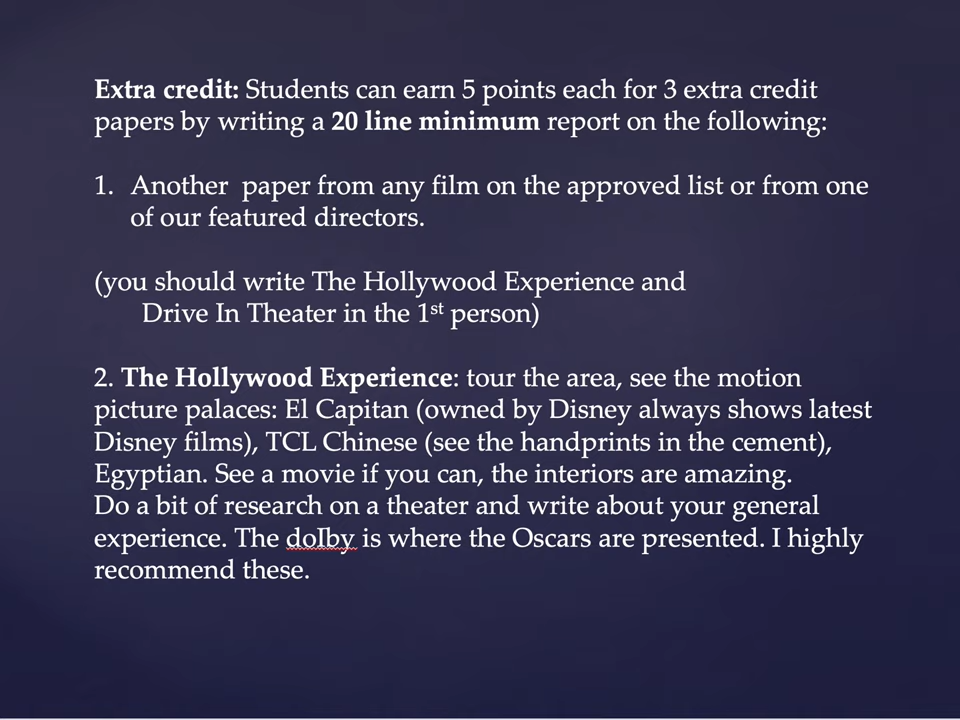 Extra credit: Students can earn 5 points each for 3 extra credit
papers by writing a 20 line minimum report on the following:
1. Another  paper from any film on the approved list or from one
of our featured directors.
(you should write The Hollywood Experience and
Drive In Theater in the 1st person)
2. The Hollywood Experience: tour the area, see the motion
picture palaces: El Capitan (owned by Disney always shows latest
Disney films), TCL Chinese (see the handprints in the cement),
Egyptian. See a movie if you can, the interiors are amazing.
Do a bit of research on a theater and write about your general
experience. The dolby is where the Oscars are presented. I highly
recommend these.